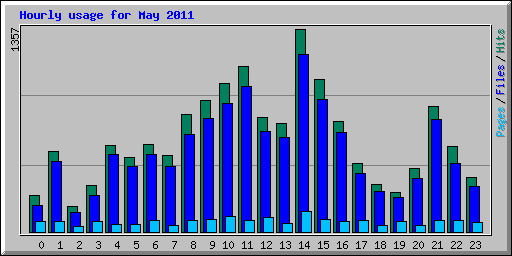 Hourly usage for May 2011
1357
Pages / Files / Hits
0 1 2 3 4 5 6 7 8 9 10 11 12 13 14 15 16 17 18 19 20 21 22 23